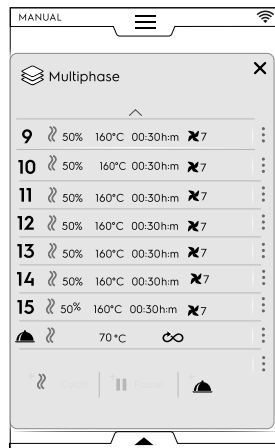 MANUAL
Multiphase
9 50% 160°C 00:30h:m 7
10 50% 160°C 00:30h:m 7
11 50% 160°C 00:30h:m 7
12 50% 160°C 00:30h:m 7
13 50% 160°C 00:30h:m 7
14 50% 160°C 00:30h:m 7
15 50% 160°C 00:30h:m 7
70°C
Cycle Pause